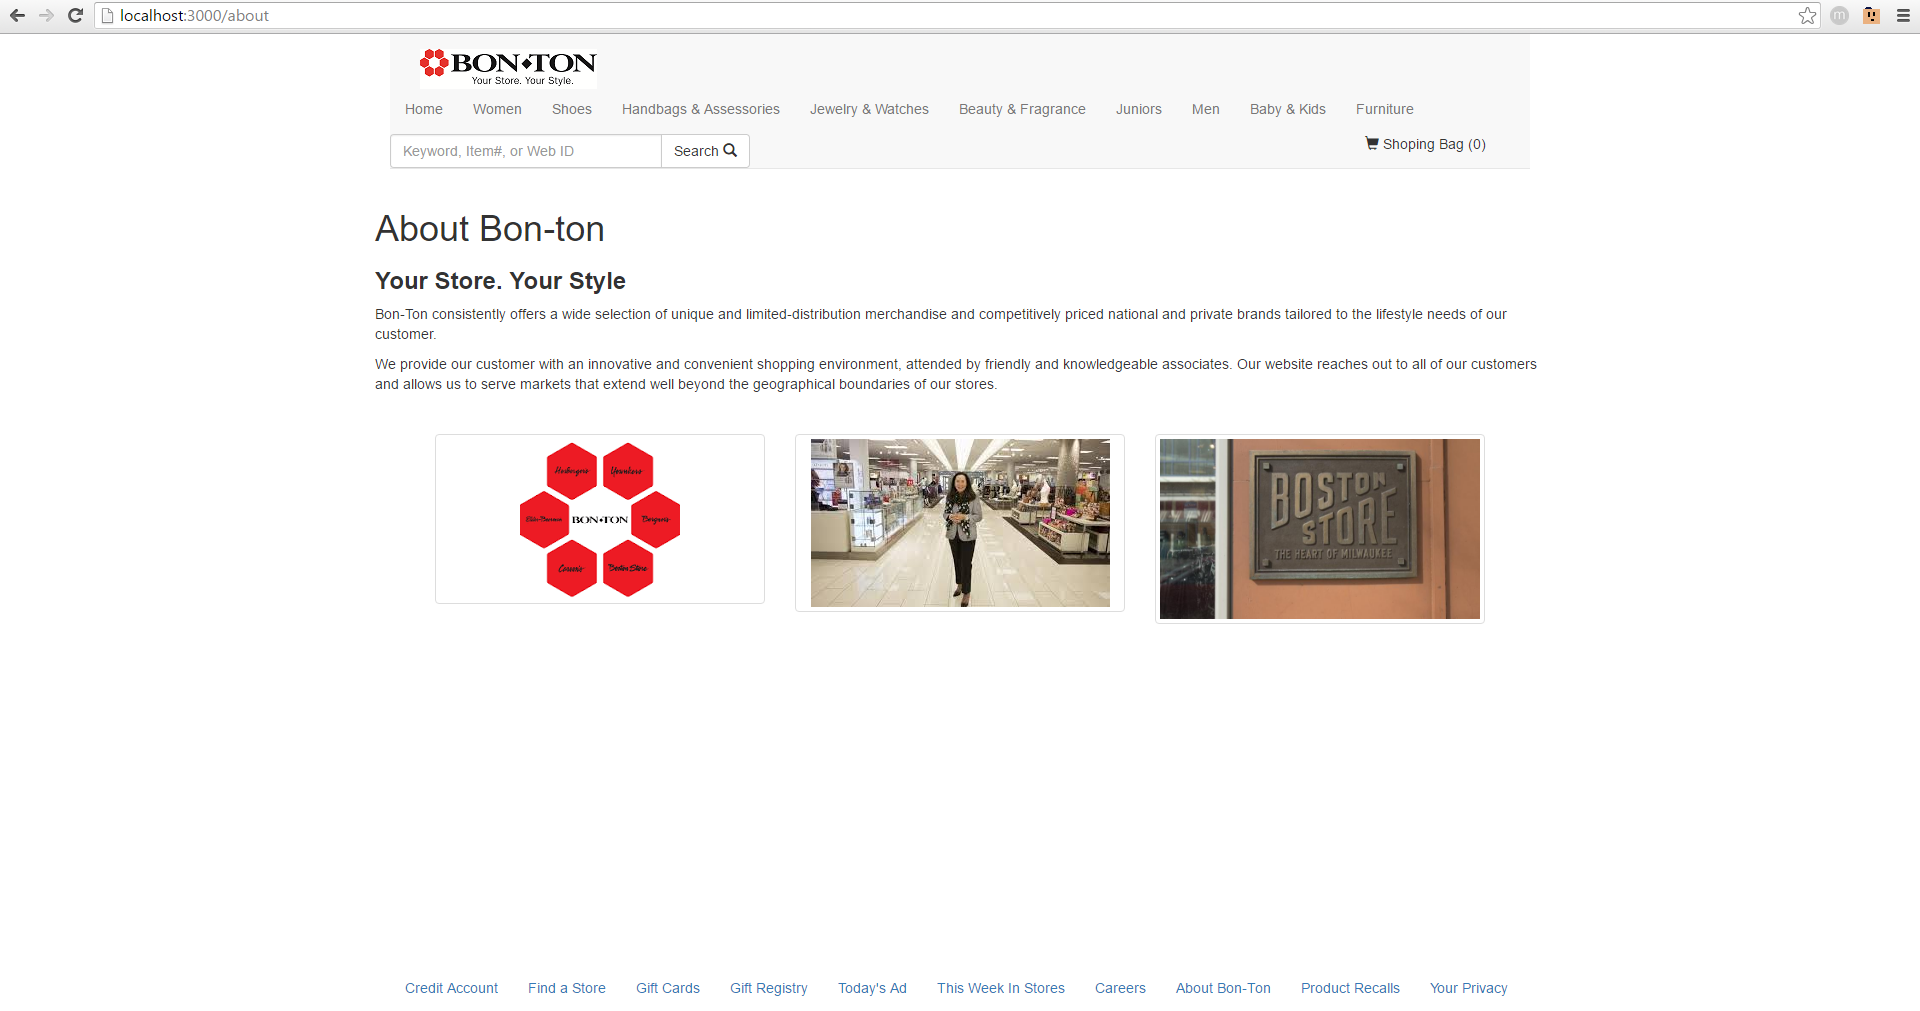 localhost:3000/about
BON•TON
Your Store. Your Style.
Home Women Shoes Handbags & Assessories Jewelry & Watches Beauty & Fragrance Juniors Men Baby & Kids Furniture
Keyword, Item#, or Web ID Search Shoping Bag (0)
About Bon-ton
Your Store. Your Style
Bon-Ton consistently offers a wide selection of unique and limited-distribution merchandise and competitively priced national and private brands tailored to the lifestyle needs of our
customer.
We provide our customer with an innovative and convenient shopping environment, attended by friendly and knowledgeable associates. Our website reaches out to all of our customers
and allows us to serve markets that extend well beyond the geographical boundaries of our stores.
Herbergers Younkers
Elder-Beerman BON•TON Bergners
Carson's Boston Store
BOSTON
STORE
THE HEART OF MILWAUKEE
Credit Account Find a Store Gift Cards Gift Registry Today's Ad This Week In Stores Careers About Bon-Ton Product Recalls Your Privacy